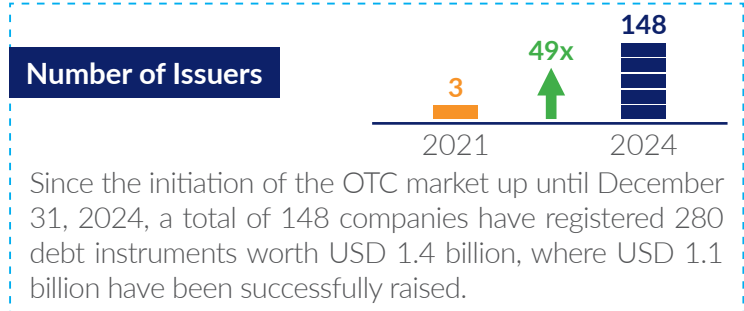 148
49x
Number of Issuers
3
2021
2024
Since the initiation of the OTC market up until December
31, 2024, a total of 148 companies have registered 280
debt instruments worth USD 1.4 billion, where USD 1.1
billion have been successfully raised.